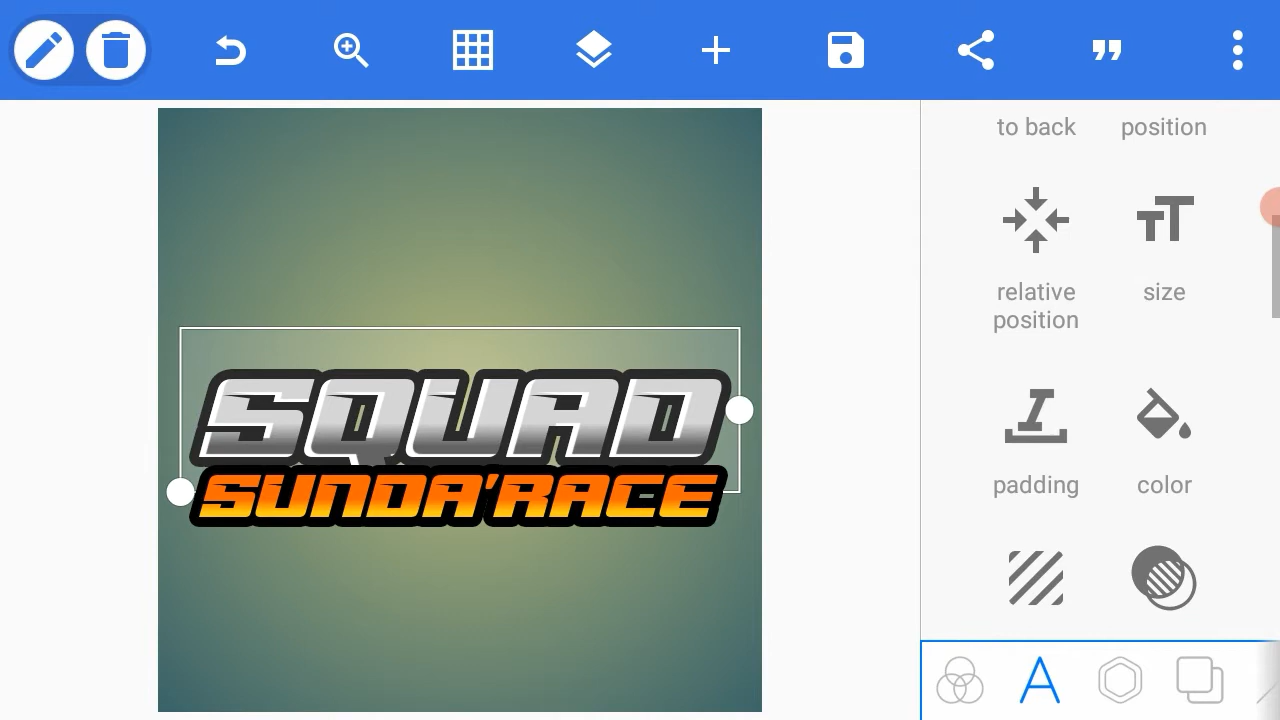 to back
position
relative
position
size
padding
color
SQUAD
SUNDA'RACE